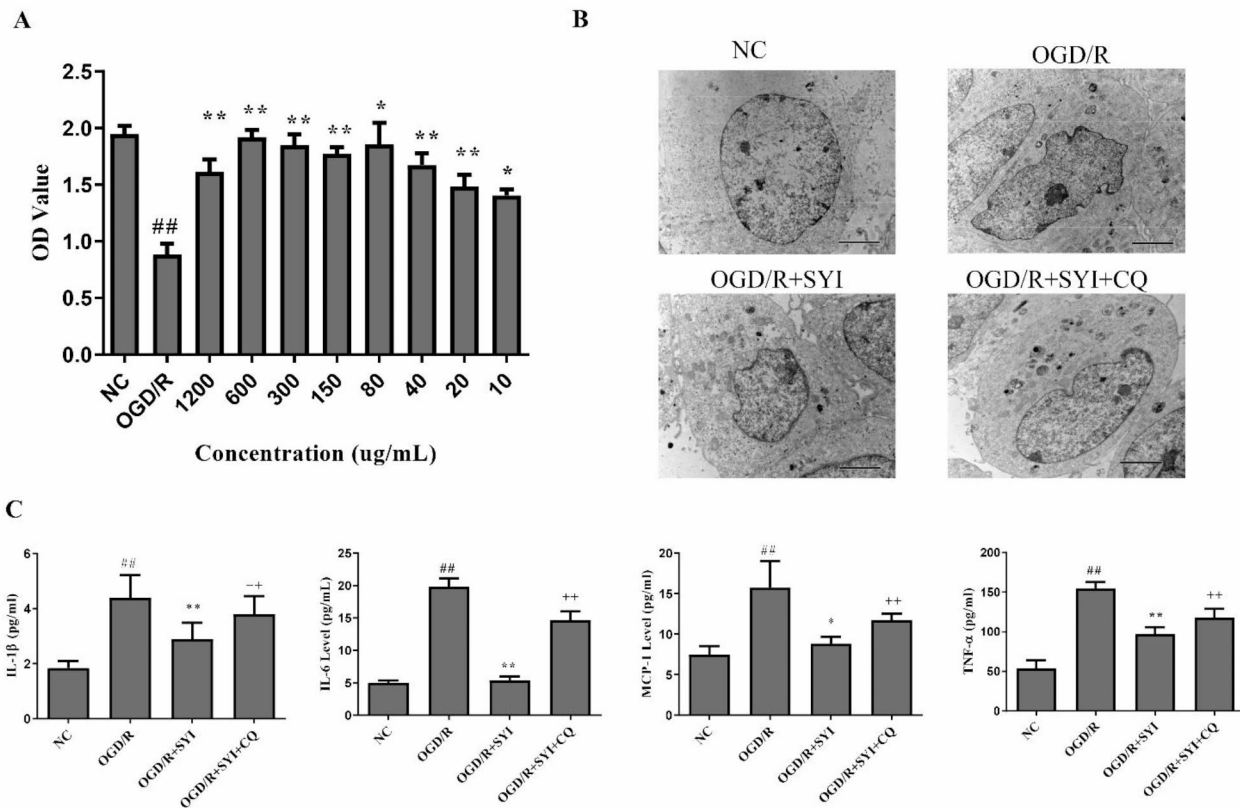 A
OD Value
2.5
2.0
1.5
1.0
0.5
0.0
**
**
**
**
*
**
**
*
##
NC
OGD/R
1200
600
300
150
80
40
20
10
Concentration (ug/mL)
B
NC
OGD/R
OGD/R+SYI
OGD/R+SYI+CQ
C
IL-1β (pg/ml)
6
4
2
0
##
**
++
NC
OGD/R
OGD/R+SYI
OGD/R+SYI+CQ
IL-6 Level (pg/mL)
25
20
15
10
5
0
##
**
++
NC
OGD/R
OGD/R+SYI
OGD/R+SYI+CQ
MCP-1 Level (pg/ml)
20
15
10
5
0
##
*
++
NC
OGD/R
OGD/R+SYI
OGD/R+SYI+CQ
TNF-α (pg/ml)
200
150
100
50
0
##
**
++
NC
OGD/R
OGD/R+SYI
OGD/R+SYI+CQ